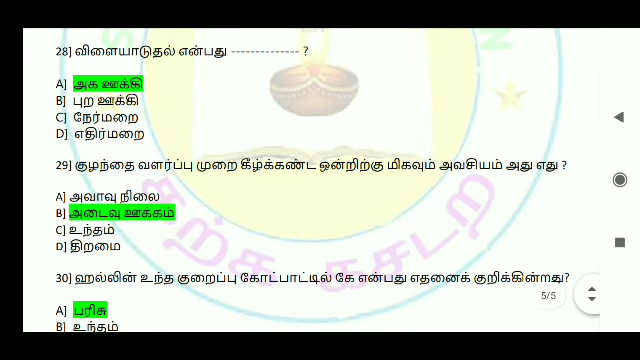 28] விளையாடுதல் என்பது -------------- ?
A] அக ஊக்கி
B] புற ஊக்கி
C] நேர்மறை
D] எதிர்மறை
29] குழந்தை வளர்ப்பு முறை கீழ்க்கண்ட ஒன்றிற்கு மிகவும் அவசியம் அது எது ?
A] அவாவு நிலை
B] அடைவு ஊக்கம்
C] உந்தம்
D] திறமை
30] ஹல்லின் உந்த குறைப்பு கோட்பாட்டில் கே என்பது எதனைக் குறிக்கின்றது?
5/5
A] பரிசு
B] உந்தம்
கற்க கசடற